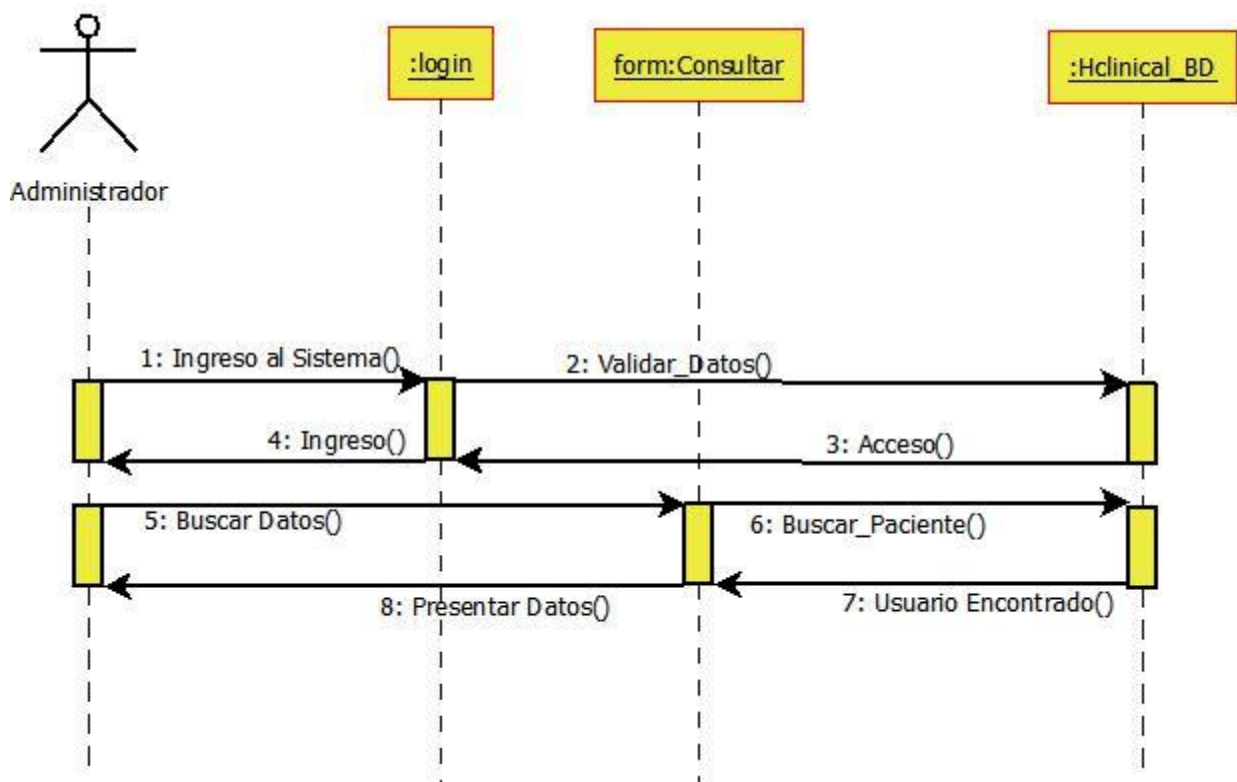 :login
form:Consultar
:Hclinical_BD
Administrador
1: Ingreso al Sistema()
2: Validar_Datos()
4: Ingreso()
3: Acceso()
5: Buscar Datos()
6: Buscar_Paciente()
8: Presentar Datos()
7: Usuario Encontrado()